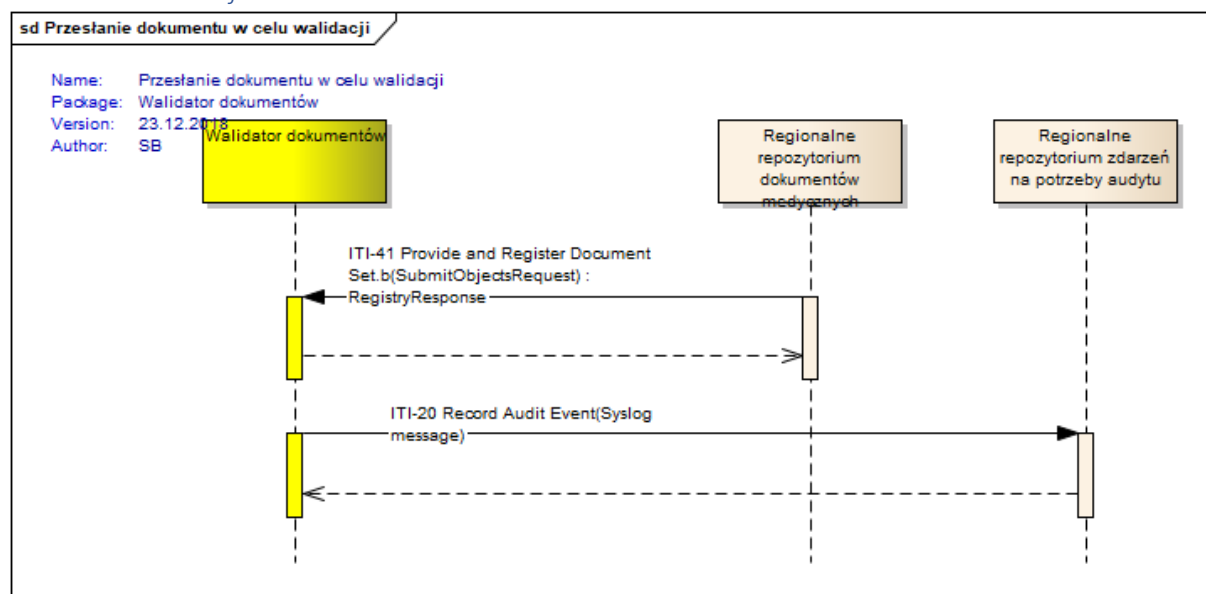 sd Przesłanie dokumentu w celu walidacji
Name: Przesłanie dokumentu w celu walidacji
Package: Walidator dokumentów
Version: 23.12.2018
Author: SB
Walidator dokumentów
Regionalne
repozytorium
dokumentów
medycznych
Regionalne
repozytorium zdarzeń
na potrzeby audytu
ITI-41 Provide and Register Document
Set.b(SubmitObjectsRequest) :
RegistryResponse
ITI-20 Record Audit Event(Syslog
message)